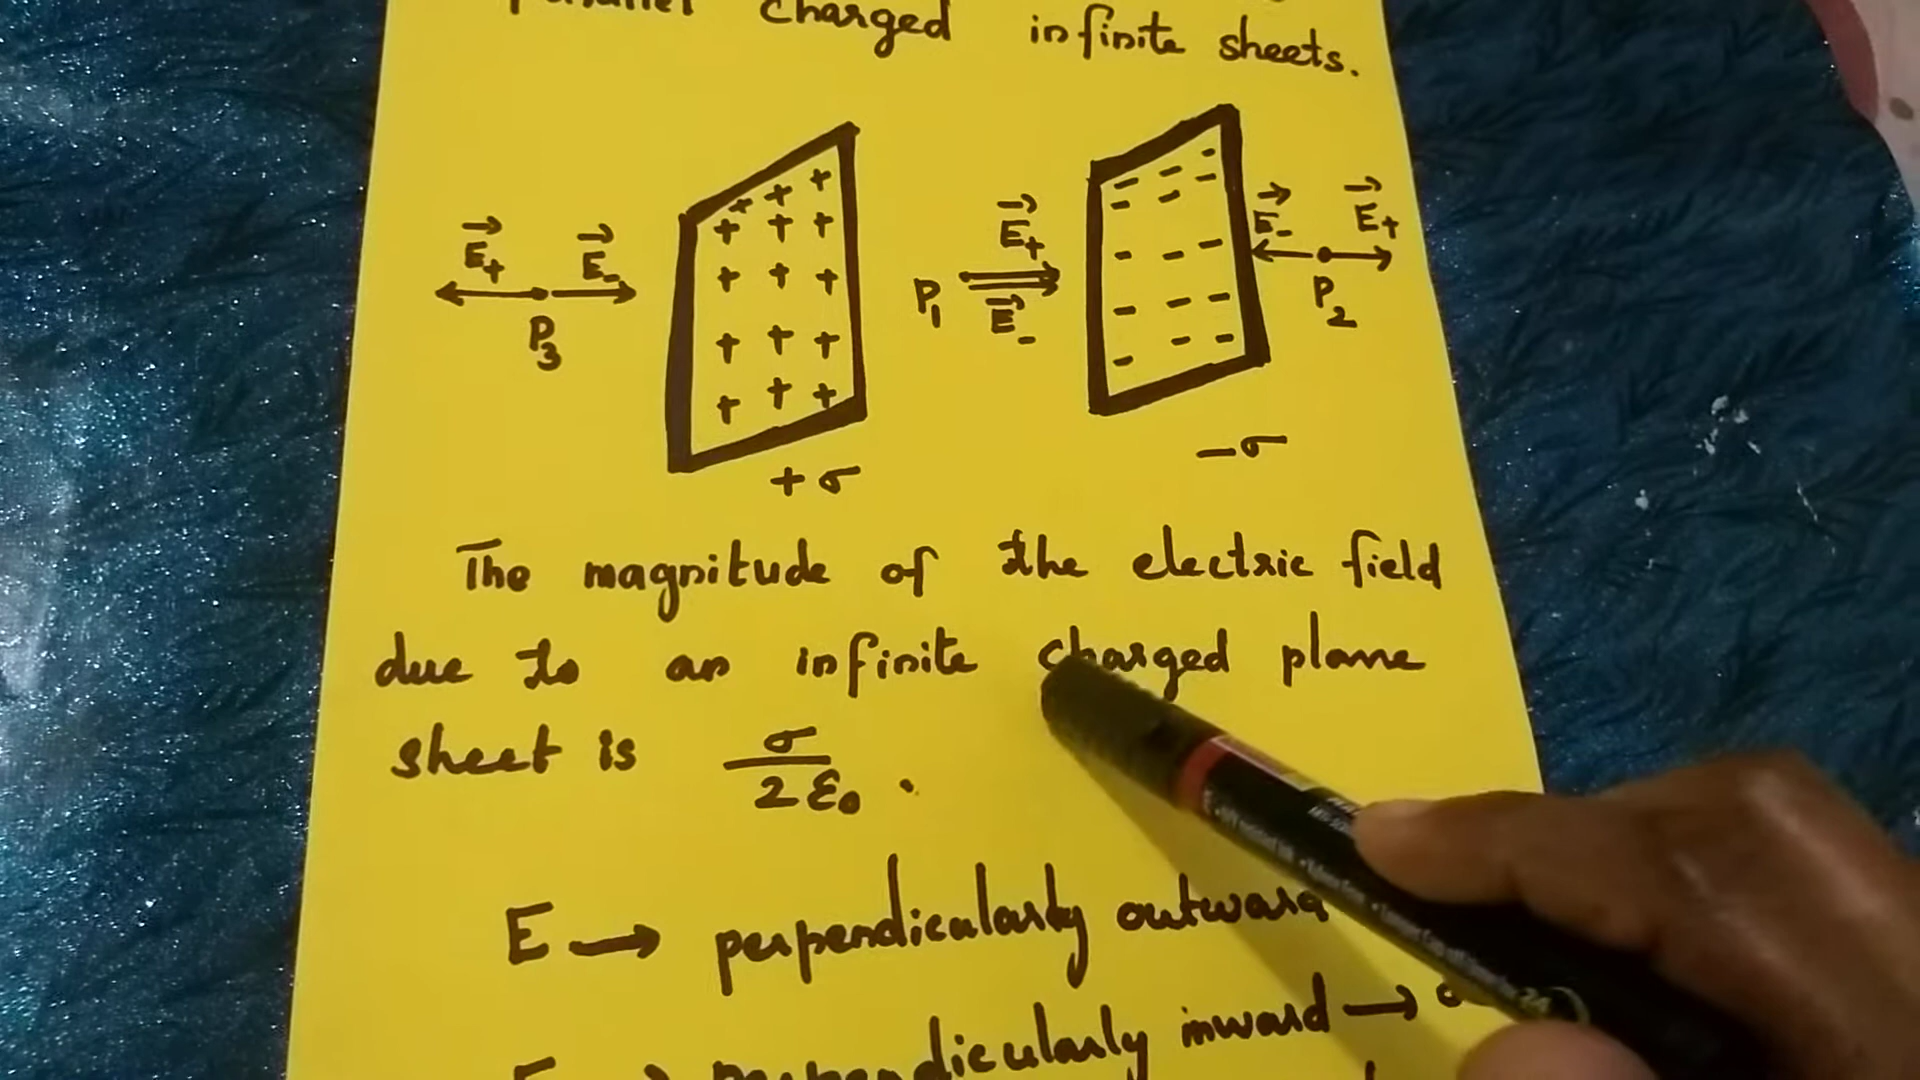 charged infinite sheets.
E₊ E₋ E₊ E₋ E₋ E₊
P₃ P₁ P₂
+σ -σ
The magnitude of the electric field
due to an infinite charged plane
sheet is σ/2ε₀.
E → perpendicularly outward
perpendicularly inward →